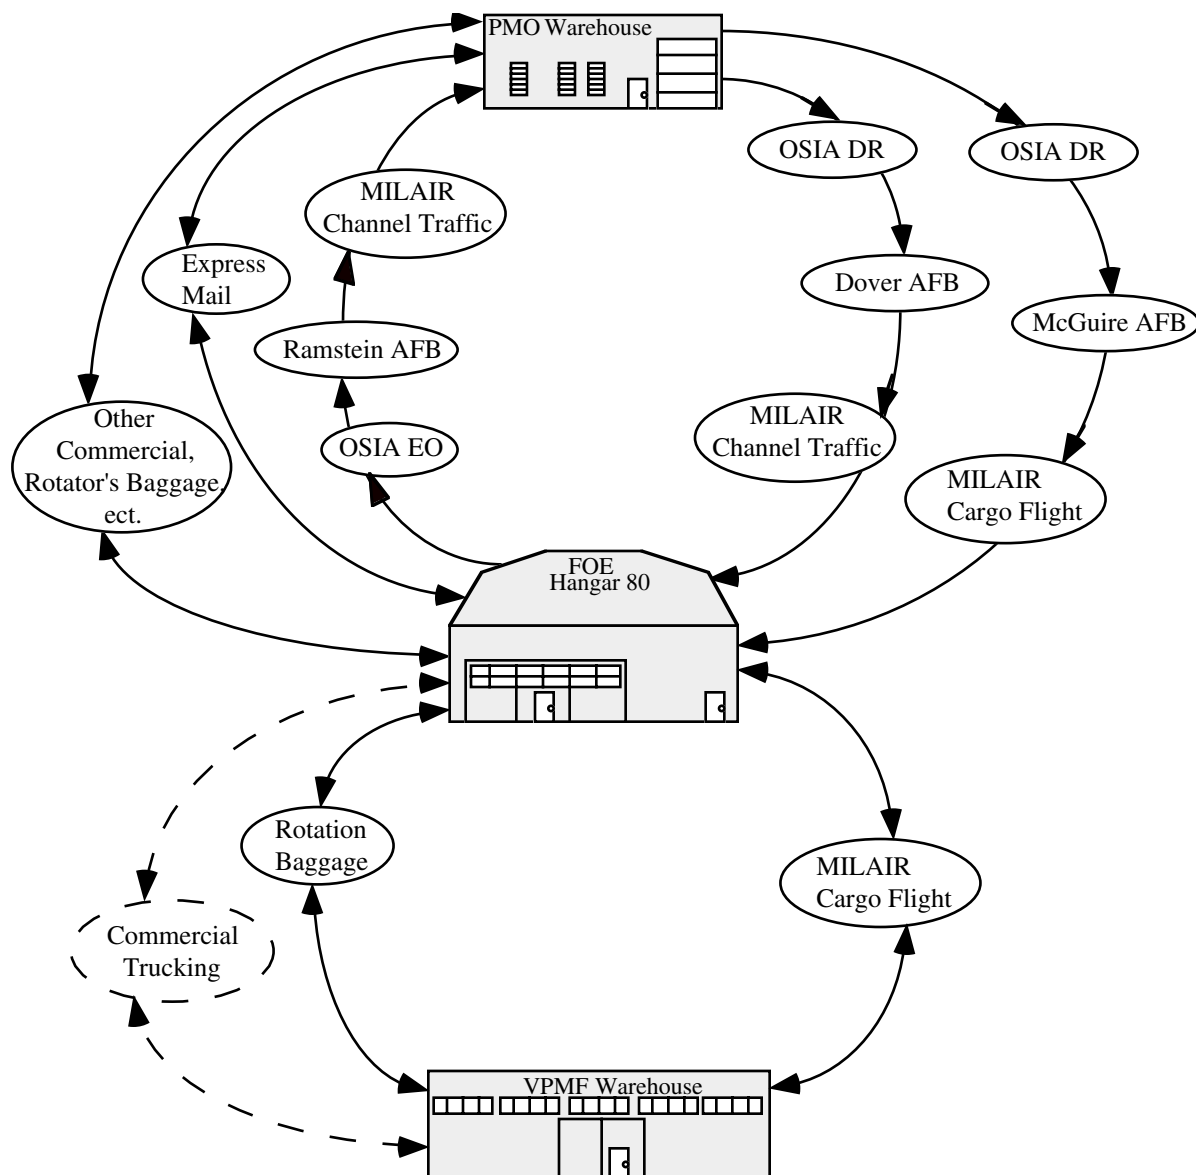 PMO Warehouse
OSIA DR
OSIA DR
MILAIR
Channel Traffic
Express
Mail
Dover AFB
McGuire AFB
Ramstein AFB
Other
Commercial,
Rotator's Baggage,
ect.
OSIA EO
MILAIR
Channel Traffic
MILAIR
Cargo Flight
FOE
Hangar 80
Rotation
Baggage
MILAIR
Cargo Flight
Commercial
Trucking
VPMF Warehouse